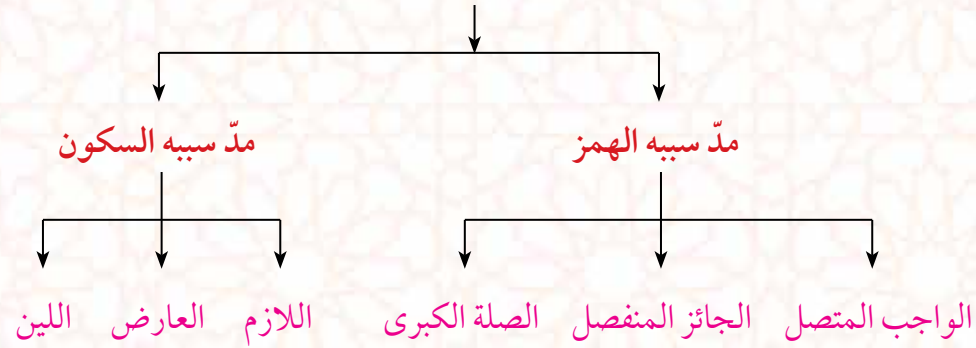 مدّ سببه الهمز    مدّ سببه السكون
الواجب المتصل    الجائز المنفصل    الصلة الكبرى    اللازم    العارض    اللين